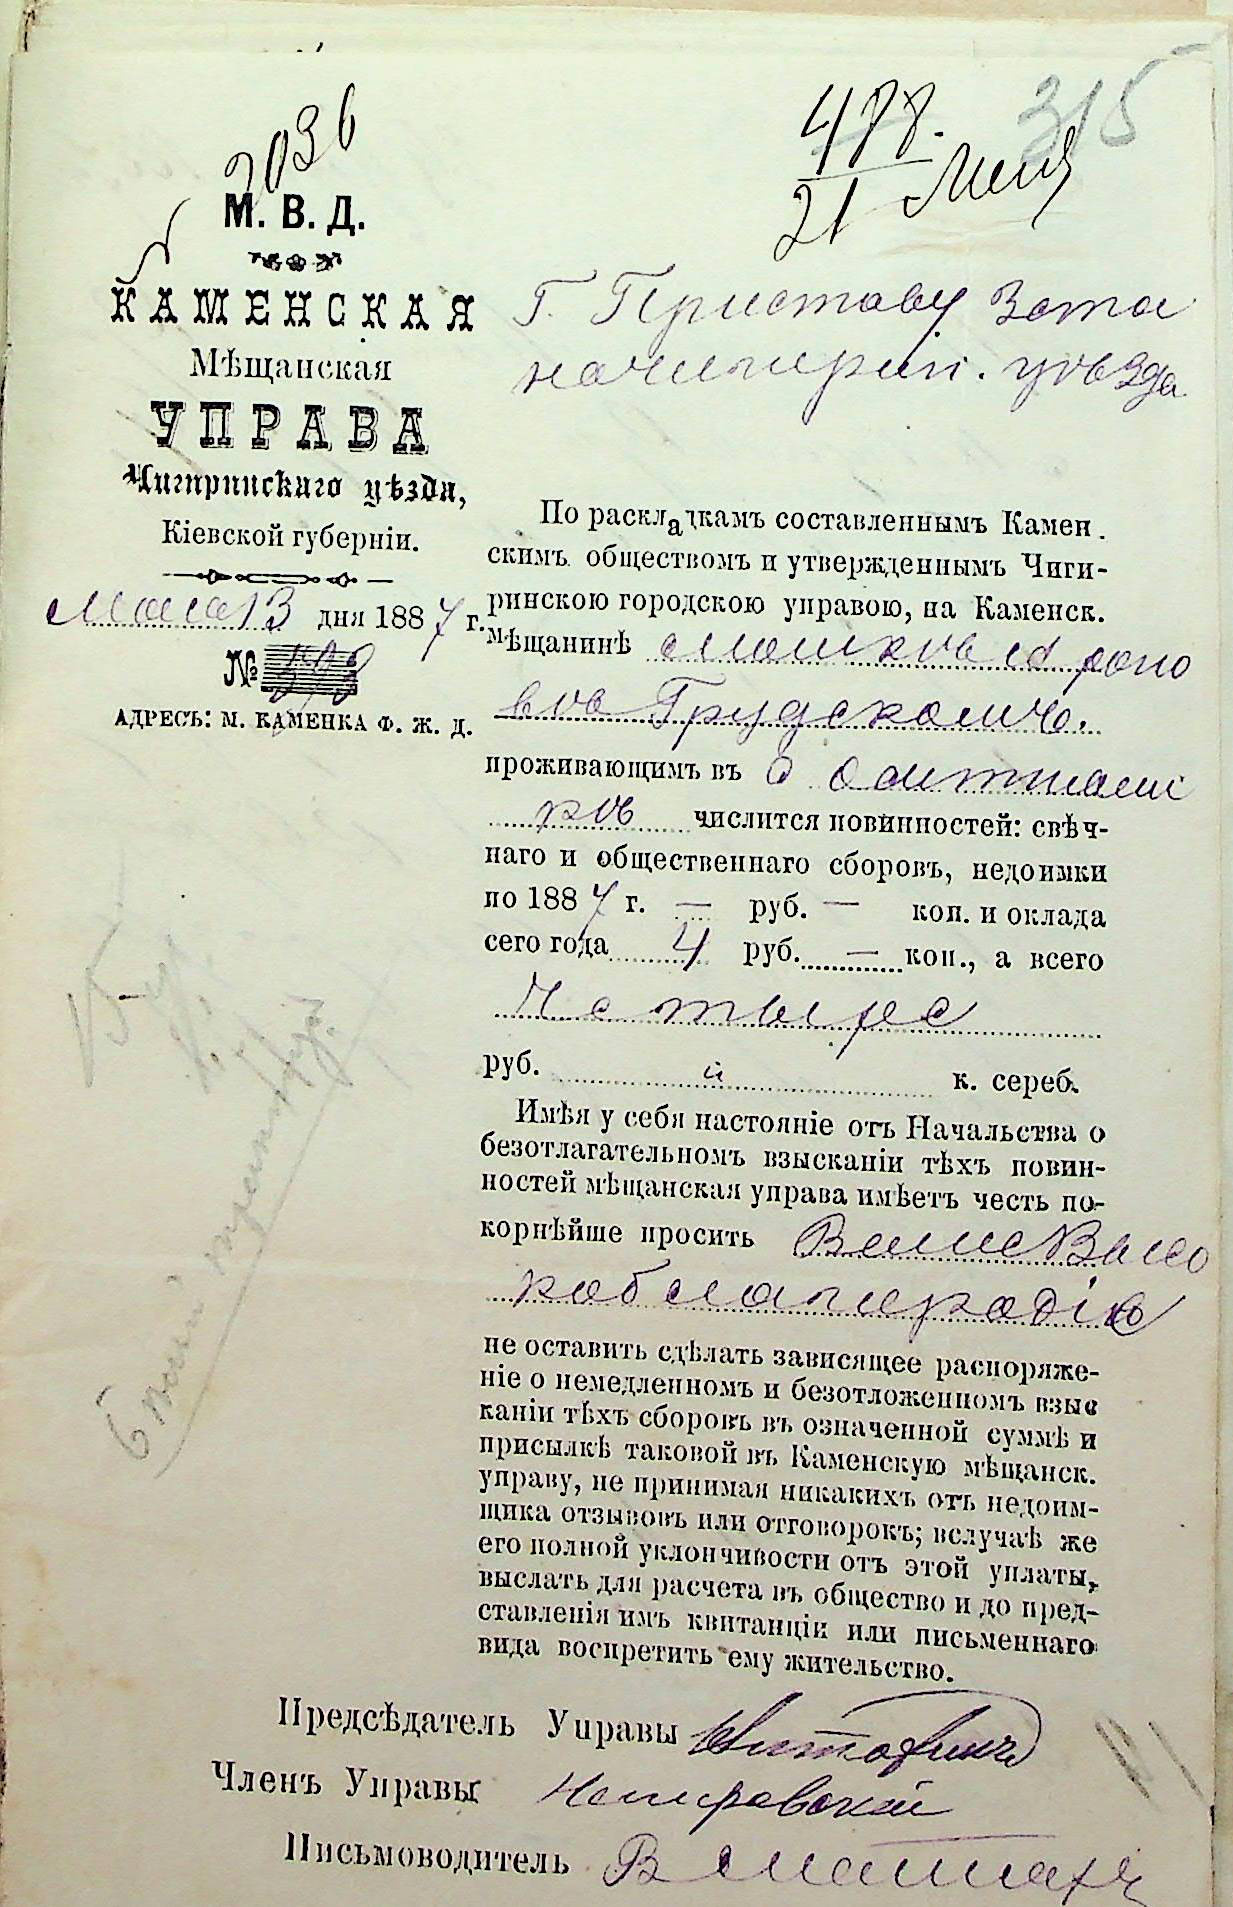 2036
488.
21 Мая
315
М. В. Д.
КАМЕНСКАЯ
Мѣщанская
УПРАВА
Чигиринскаго уѣзда,
Кіевской губерніи.
Мая 13 дня 1887 г.
№ 593
АДРЕСЪ: М. КАМЕНКА Ф. Ж. Д.
Г. Приставу 3 стана
Чигирин. уѣзда
По раскладкамъ составленнымъ Камен.
скимъ обществомъ и утвержденнымъ Чиги-
ринскою городскою управою, на Каменск.
мѣщанинѣ
Грудскомъ.
проживающимъ въ
числится повинностей: свѣч-
наго и общественнаго сборовъ, недоимки
по 1887 г. — руб. — коп. и оклада
сего года 4 руб. — коп., а всего
Четыре
руб. к. сереб.
Имѣя у себя настояніе отъ Начальства о
безотлагательномъ взысканіи тѣхъ повин-
ностей мѣщанская управа имѣетъ честь по-
корнѣйше просить Ваше Высо
коблагородіе
не оставить сдѣлать зависящее распоряже-
ніе о немедленномъ и безотложенномъ взыс
каніи тѣхъ сборовъ въ означенной суммѣ и
присылкѣ таковой въ Каменскую мѣщанск.
управу, не принимая никакихъ отъ недоим-
щика отзывовъ или отговорокъ; вслучаѣ же
его полной уклончивости отъ этой уплаты,
выслать для расчета въ общество и до пред-
ставленія имъ квитанціи или письменнаго
вида воспретить ему жительство.
Предсѣдатель Управы
Членъ Управы
Письмоводитель